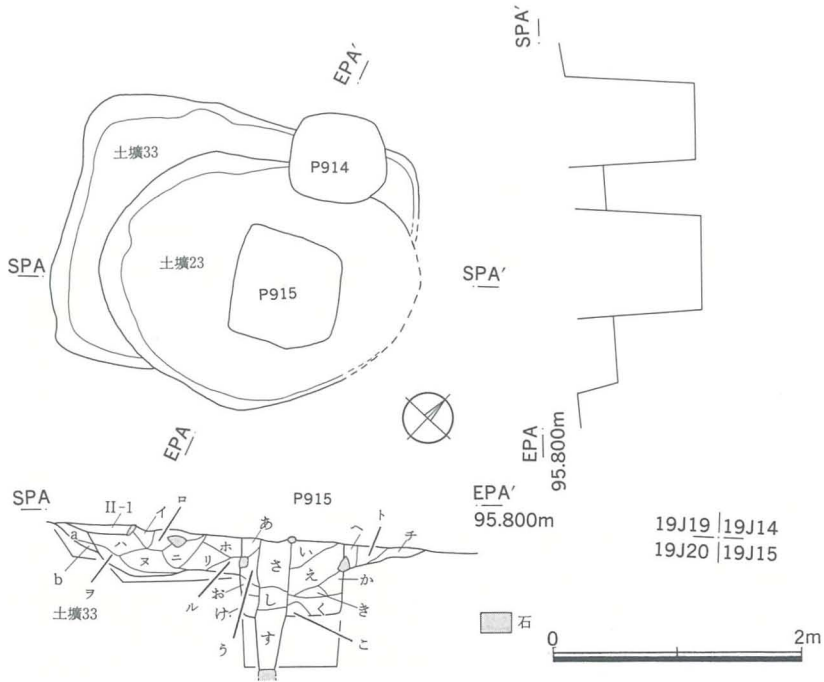 SPA'
EPA'
土壙33
P914
SPA
土壙23
SPA'
P915
EPA
EPA
95.800m
SPA
P915
EPA'
95.800m
II-1
イ
ロ
あ
ヘ
ト
チ
a
ハ
ホ
い
さ
b
ヌ
ニ
リ
え
か
ヲ
ル
お
し
き
土壙33
け
く
う
す
こ
19J19
19J14
19J20
19J15
石
0
2m